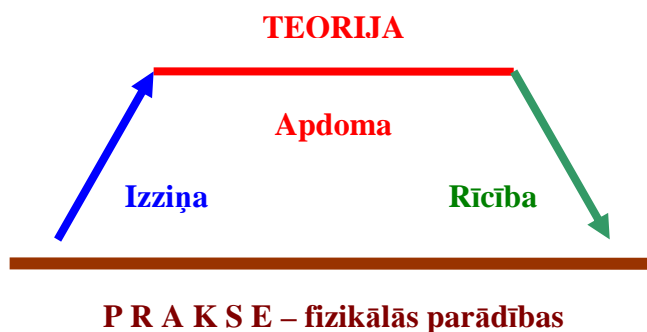 TEORIJA
Apdoma
Izziņa Rīcība
P R A K S E – fizikālās parādības